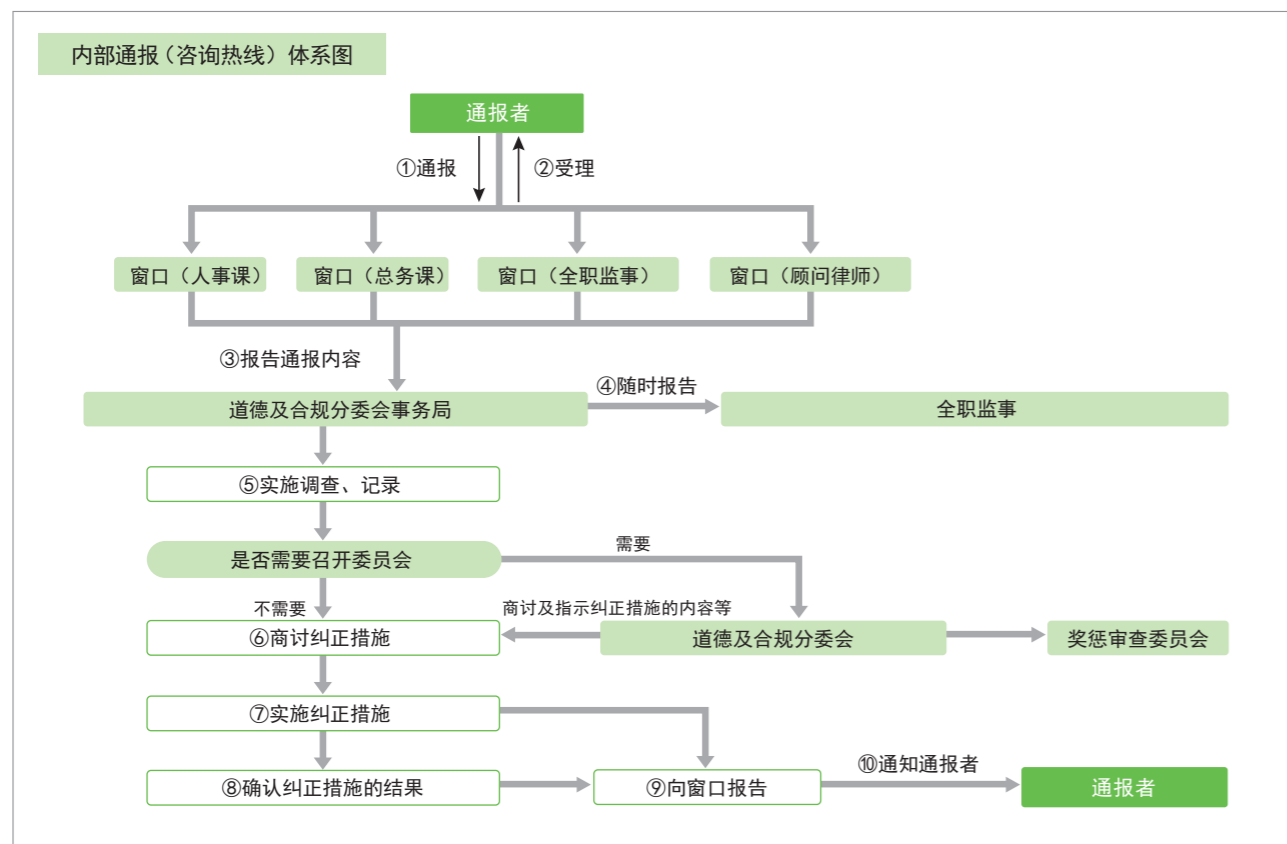 内部通报（咨询热线）体系图
通报者
①通报
②受理
窗口（人事课）
窗口（总务课）
窗口（全职监事）
窗口（顾问律师）
③报告通报内容
④随时报告
道德及合规分委会事务局
全职监事
⑤实施调查、记录
需要
是否需要召开委员会
不需要
商讨及指示纠正措施的内容等
⑥商讨纠正措施
道德及合规分委会
奖惩审查委员会
⑦实施纠正措施
⑧确认纠正措施的结果
⑨向窗口报告
⑩通知通报者
通报者